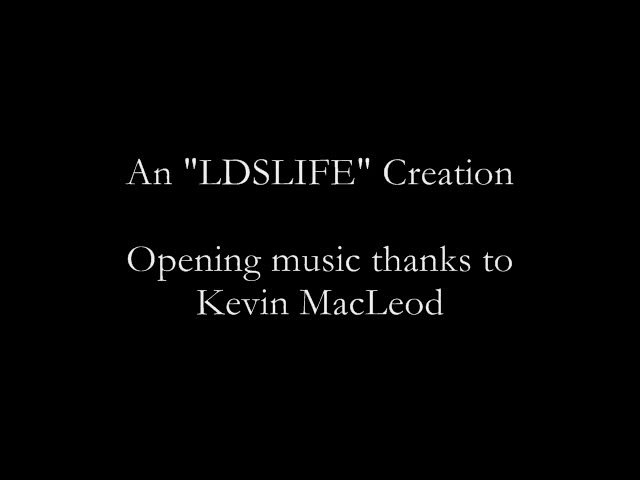 An "LDSLIFE" Creation
Opening music thanks to
Kevin MacLeod